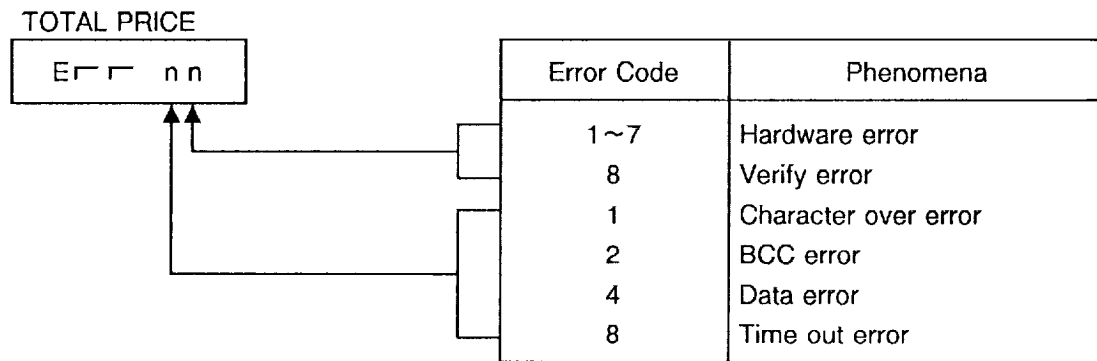 TOTAL PRICE
E┌ ┌ n n
Error Code Phenomena
1~7 Hardware error
8 Verify error
1 Character over error
2 BCC error
4 Data error
8 Time out error